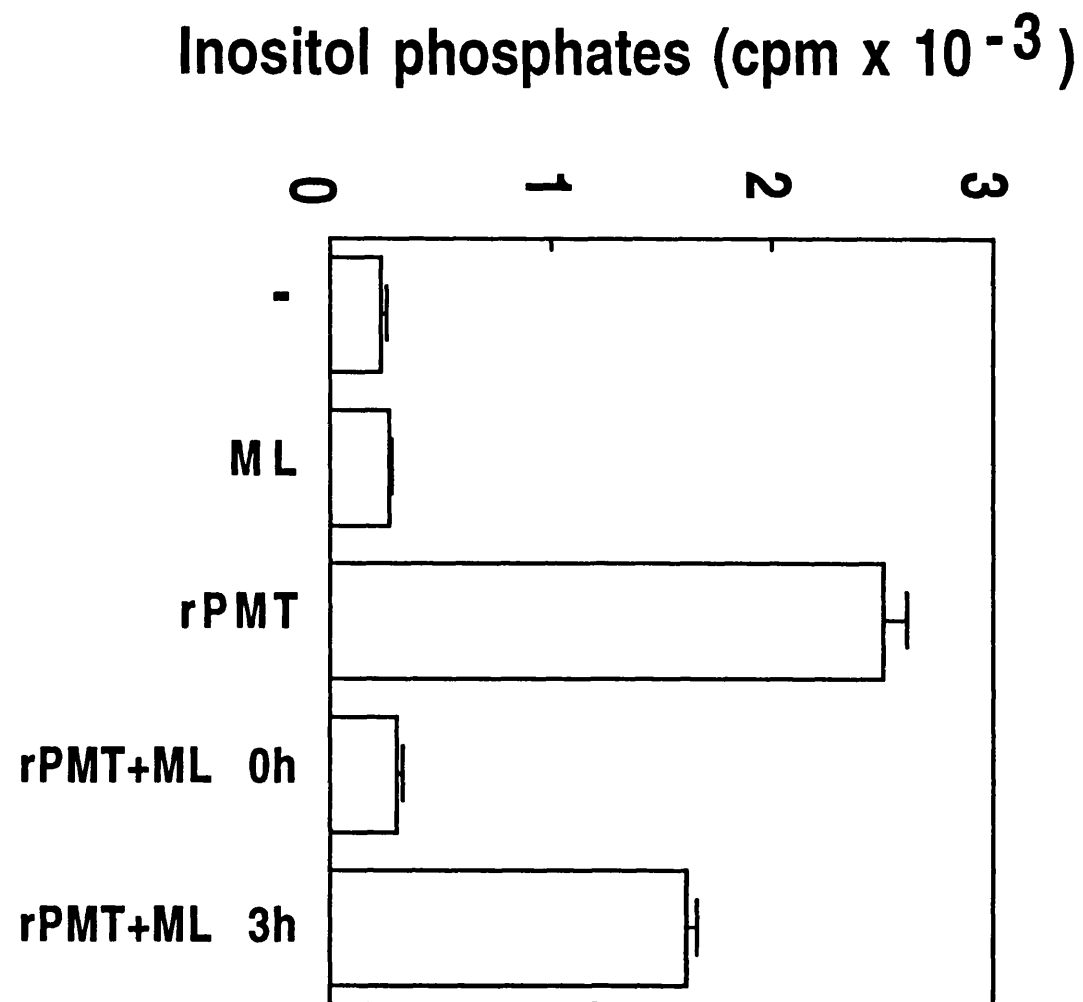 Inositol phosphates (cpm x 10⁻³)
0 1 2 3
-
ML
rPMT
rPMT+ML 0h
rPMT+ML 3h